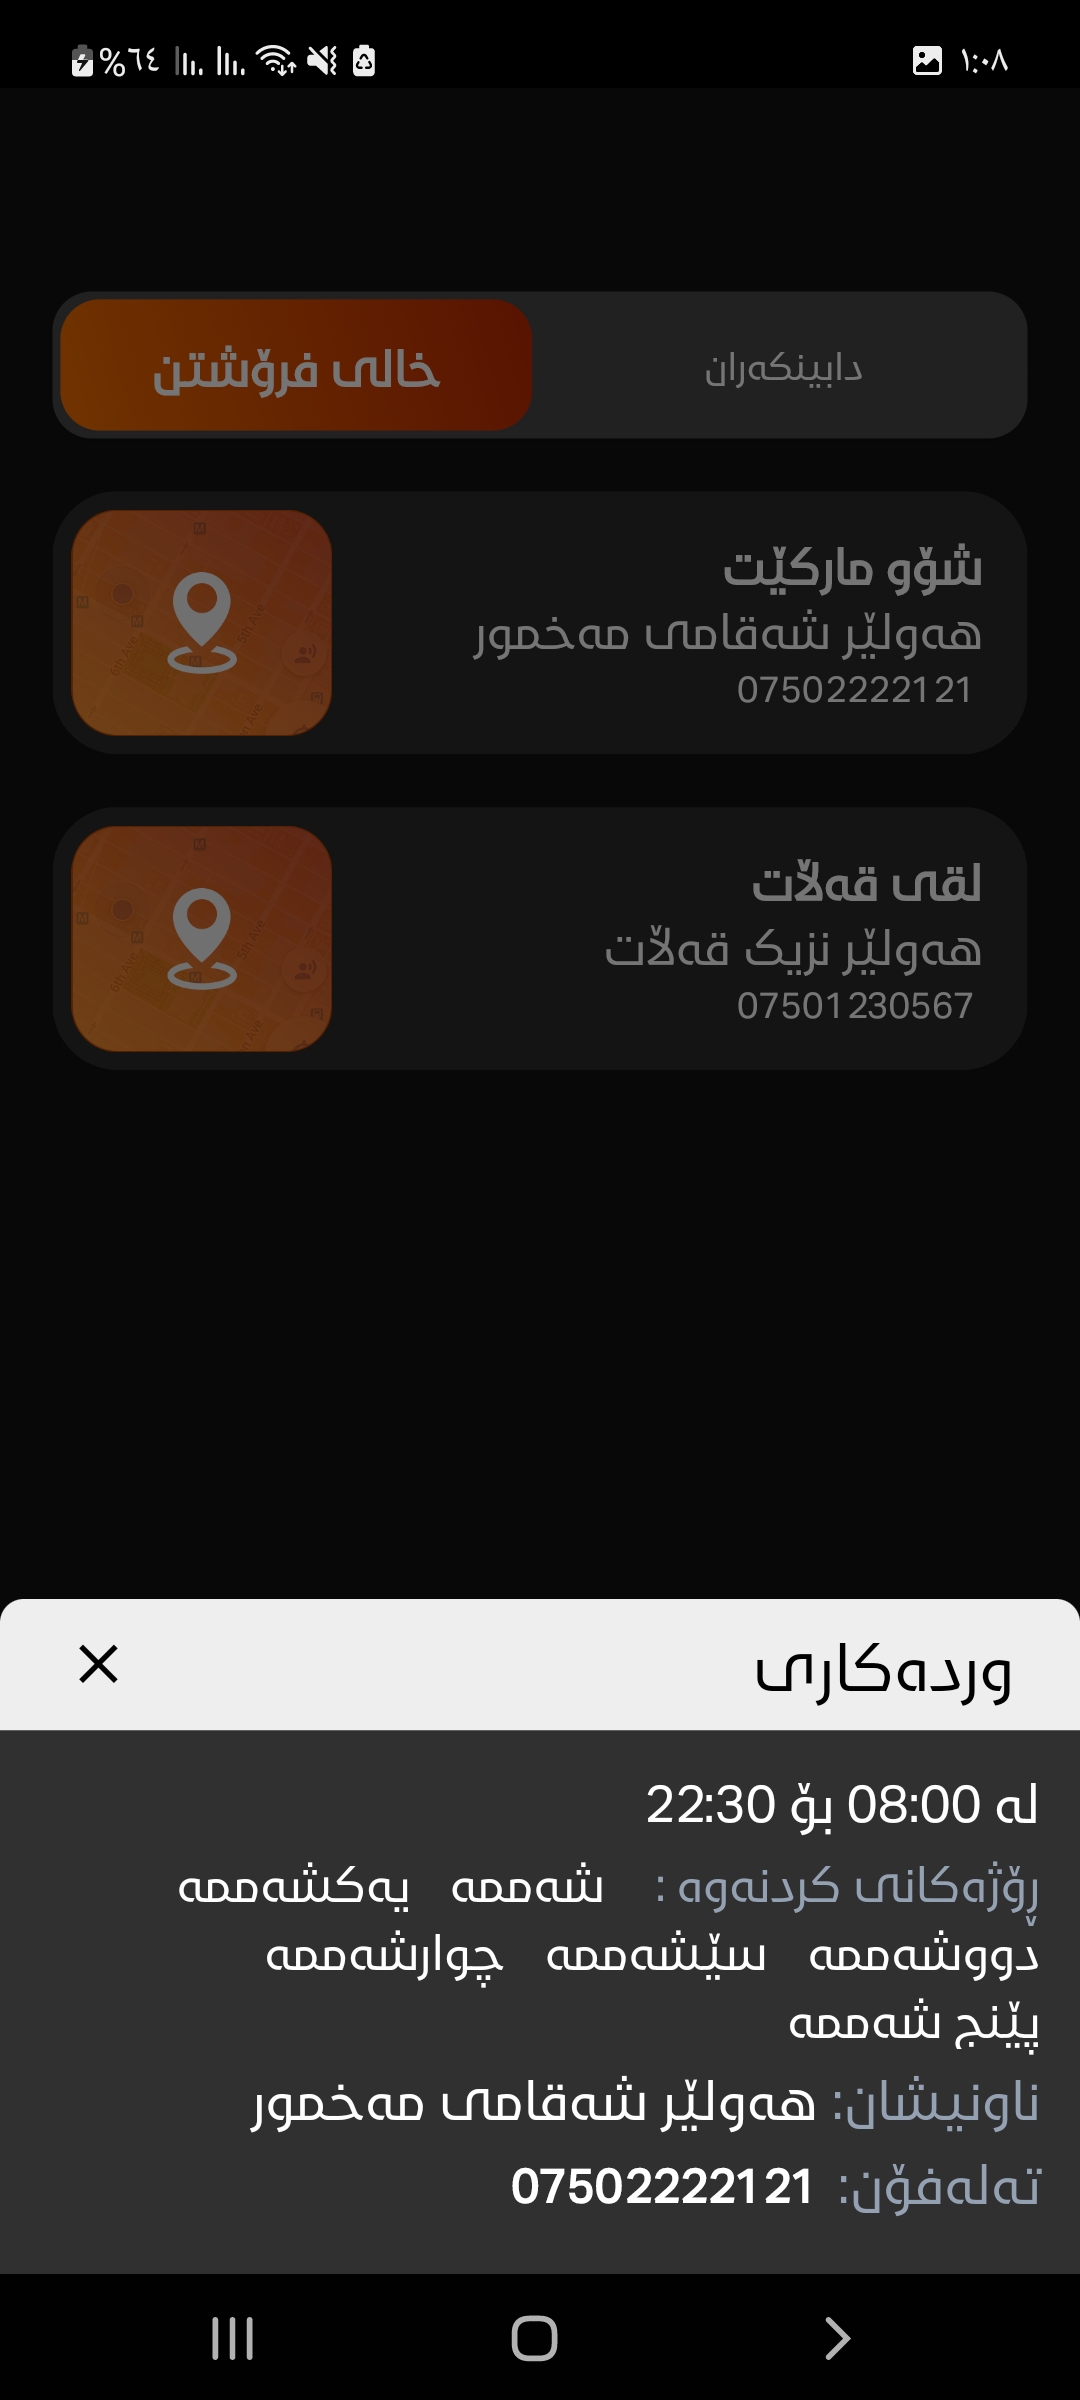 %٦٤
١:٠٨
دابینکەران
خالی فرۆشتن
شۆو مارکێت
هەولێر شەقامی مەخمور
07502222121
لقی قەڵات
هەولێر نزیک قەڵات
07501230567
وردەکاری
لە 08:00 بۆ 22:30
ڕۆژەکانی کردنەوە : شەممە یەکشەممە
دووشەممە سێشەممە چوارشەممە
پێنج شەممە
ناونیشان: هەولێر شەقامی مەخمور
تەلەفۆن: 07502222121